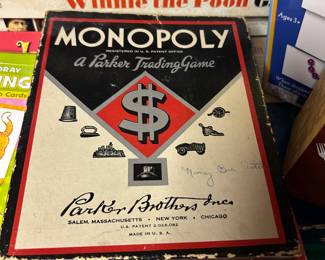 Winnie the Pooh G
MONOPOLY
REGISTERED IN U.S. PATENT OFFICE
A Parker Trading Game
$
Parker Brothers Inc.
SALEM, MASSACHUSETTS • NEW YORK • CHICAGO
U.S. PATENT 2,026,082
MADE IN U.S.A.
Ages 3+